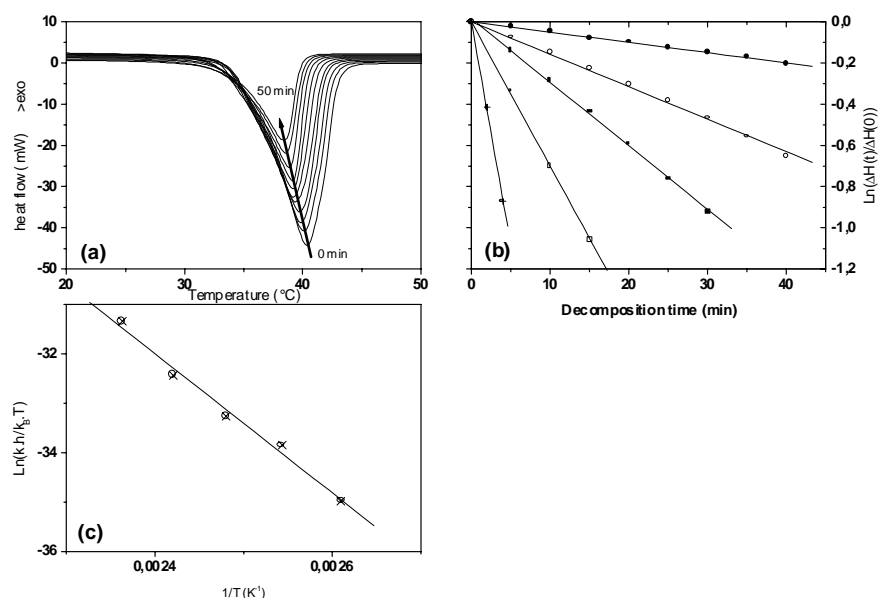 10
0
-10
-20
-30
-40
-50
heat flow (mW) >exo
50 min
0 min
(a)
20
30
40
50
Temperature (°C)
0,0
-0,2
-0,4
-0,6
-0,8
-1,0
-1,2
Ln(ΔH(t)/ΔH(0))
(b)
0
10
20
30
40
Decomposition time (min)
-32
-34
-36
Ln(k.h/k_B.T)
(c)
0,0024
0,0026
1/T (K⁻¹)